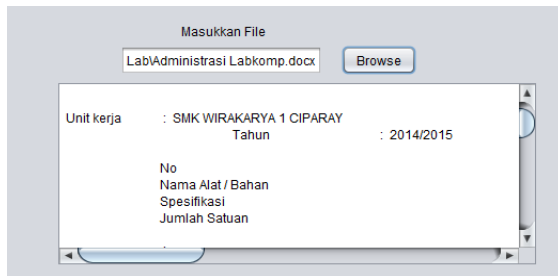 Masukkan File
Lab\Administrasi Labkomp.docx Browse
Unit kerja : SMK WIRAKARYA 1 CIPARAY
Tahun : 2014/2015
No
Nama Alat / Bahan
Spesifikasi
Jumlah Satuan